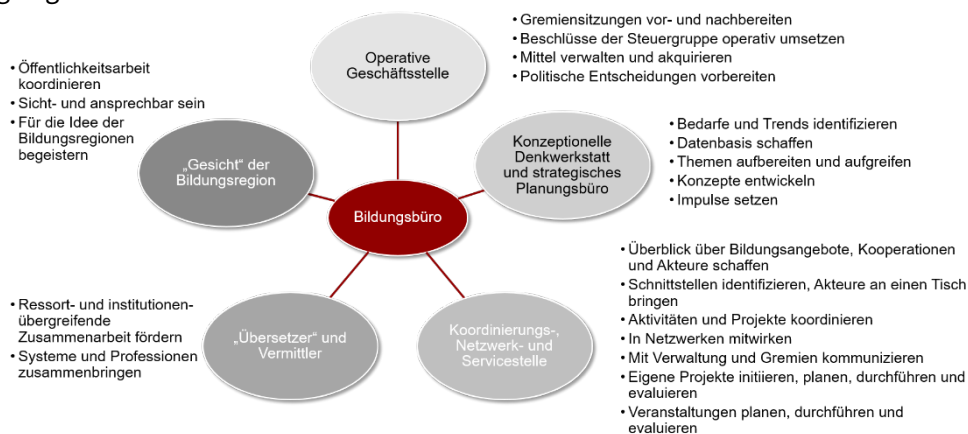 • Gremiensitzungen vor- und nachbereiten
• Beschlüsse der Steuergruppe operativ umsetzen
• Mittel verwalten und akquirieren
• Politische Entscheidungen vorbereiten
Operative
Geschäftsstelle
• Öffentlichkeitsarbeit
koordinieren
• Sicht- und ansprechbar sein
• Für die Idee der
Bildungsregionen
begeistern
„Gesicht" der
Bildungsregion
Konzeptionelle
Denkwerkstatt
und strategisches
Planungsbüro
• Bedarfe und Trends identifizieren
• Datenbasis schaffen
• Themen aufbereiten und aufgreifen
• Konzepte entwickeln
• Impulse setzen
Bildungsbüro
• Ressort- und institutionen-
übergreifende
Zusammenarbeit fördern
• Systeme und Professionen
zusammenbringen
„Übersetzer" und
Vermittler
Koordinierungs-,
Netzwerk- und
Servicestelle
• Überblick über Bildungsangebote, Kooperationen
und Akteure schaffen
• Schnittstellen identifizieren, Akteure an einen Tisch
bringen
• Aktivitäten und Projekte koordinieren
• In Netzwerken mitwirken
• Mit Verwaltung und Gremien kommunizieren
• Eigene Projekte initiieren, planen, durchführen und
evaluieren
• Veranstaltungen planen, durchführen und
evaluieren